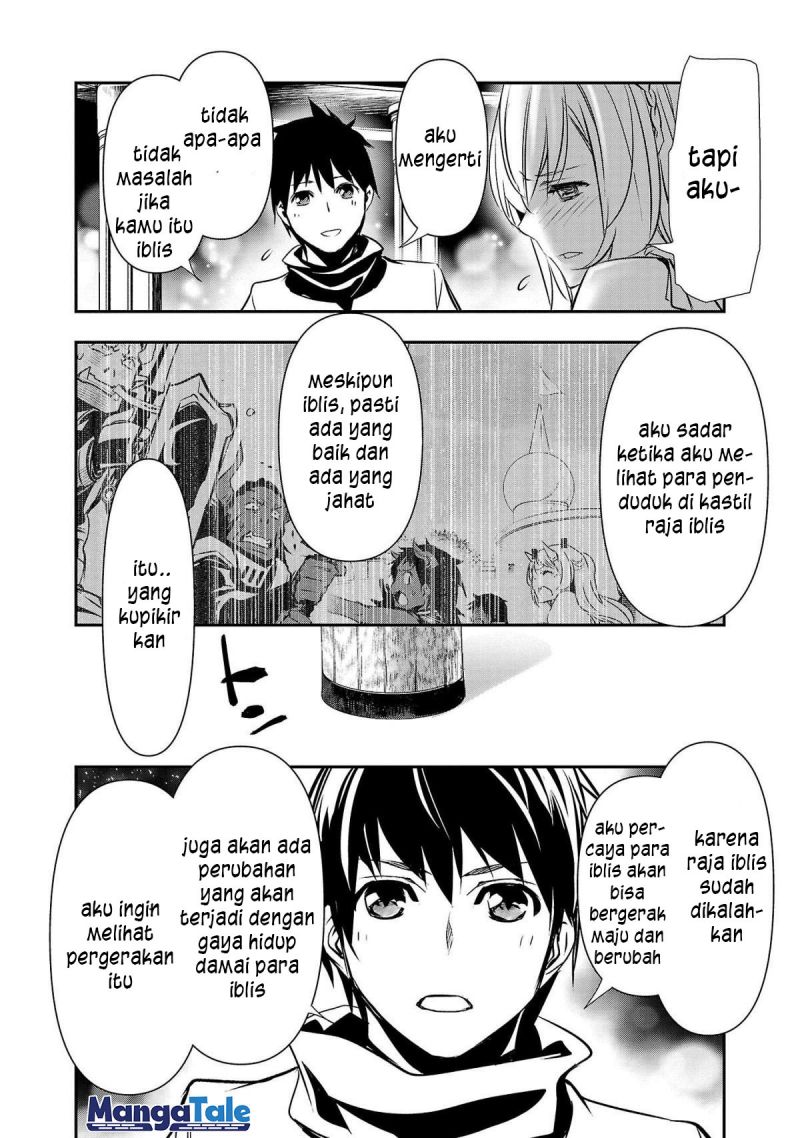 tapi
aku-
aku
mengerti
tidak
apa-apa
tidak
masalah
jika
kamu itu
iblis
aku sadar
ketika aku me-
lihat para pen-
duduk di kastil
raja iblis
meskipun
iblis, pasti
ada yang
baik dan
ada yang
jahat
itu..
yang
kupikir
kan
トン
karena
raja iblis
sudah
dikalah-
kan
aku per-
caya para
iblis akan
bisa
bergerak
maju dan
berubah
juga akan ada
perubahan
yang akan
terjadi dengan
gaya hidup
damai para
iblis
aku ingin
melihat
pergerakan
itu
MangaTale